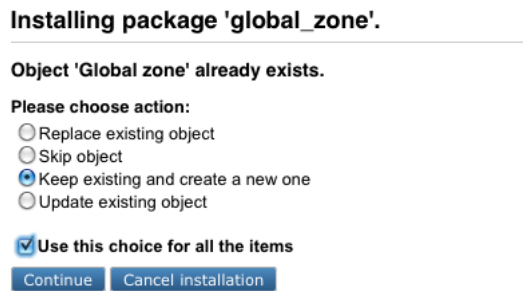 Installing package 'global_zone'.
Object 'Global zone' already exists.
Please choose action:
Replace existing object
Skip object
Keep existing and create a new one
Update existing object
Use this choice for all the items
Continue Cancel installation